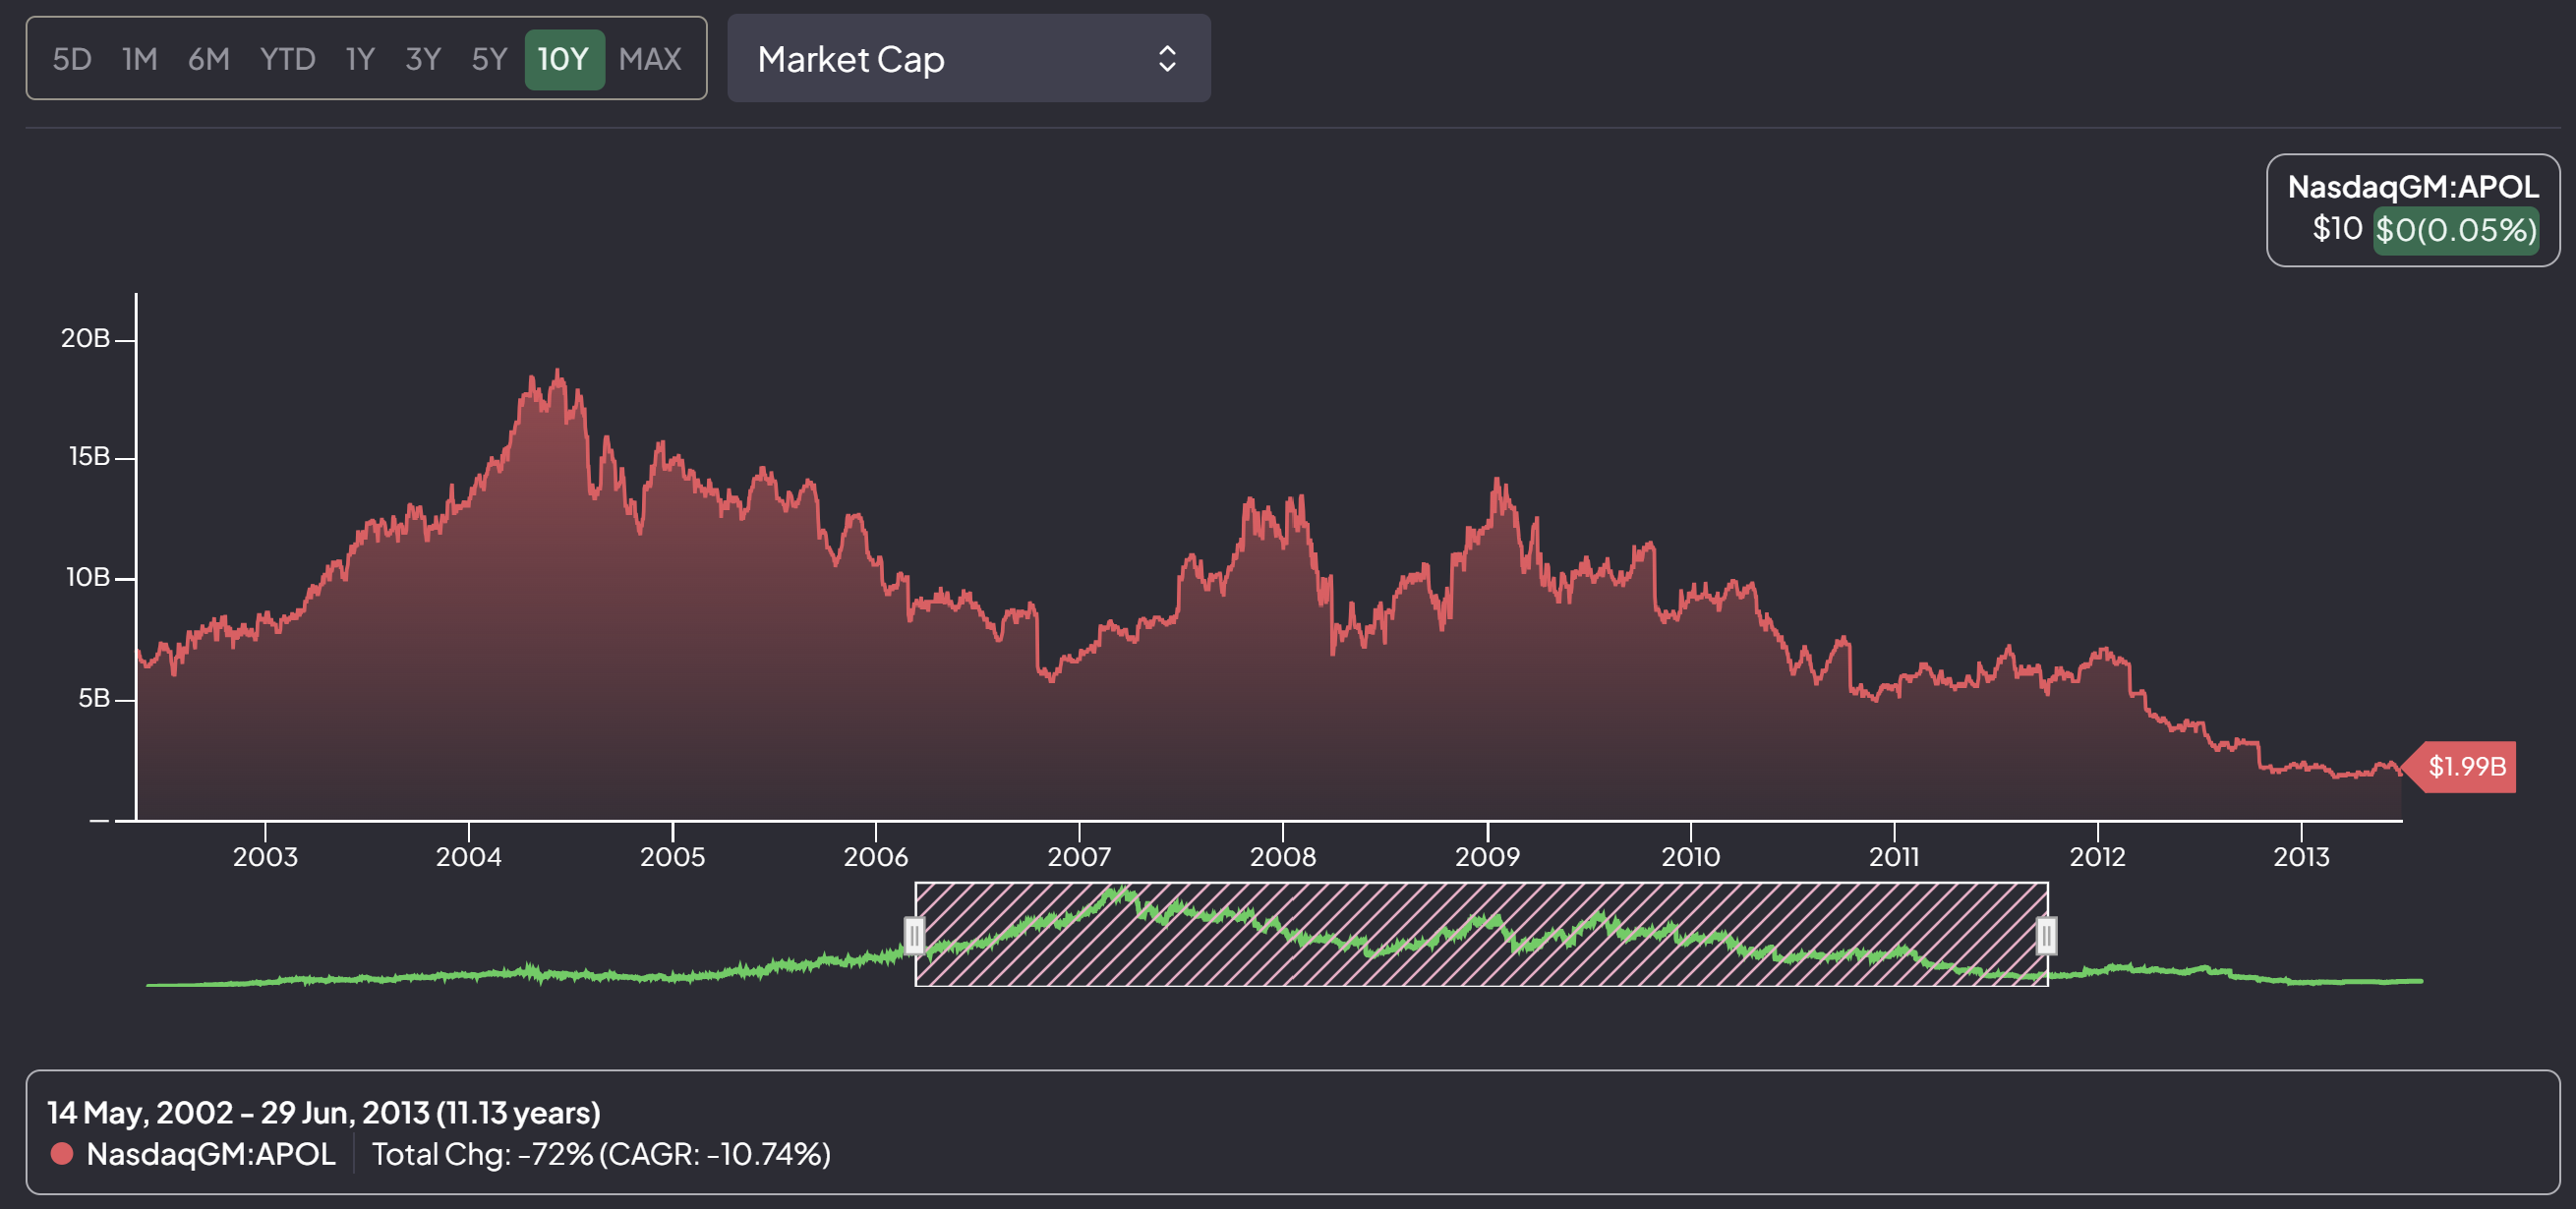 5D 1M 6M YTD 1Y 3Y 5Y 10Y MAX
Market Cap
NasdaqGM:APOL
$10 $0(0.05%)
20B
15B
10B
5B
—
$1.99B
2003 2004 2005 2006 2007 2008 2009 2010 2011 2012 2013
14 May, 2002 - 29 Jun, 2013 (11.13 years)
NasdaqGM:APOL Total Chg: -72% (CAGR: -10.74%)